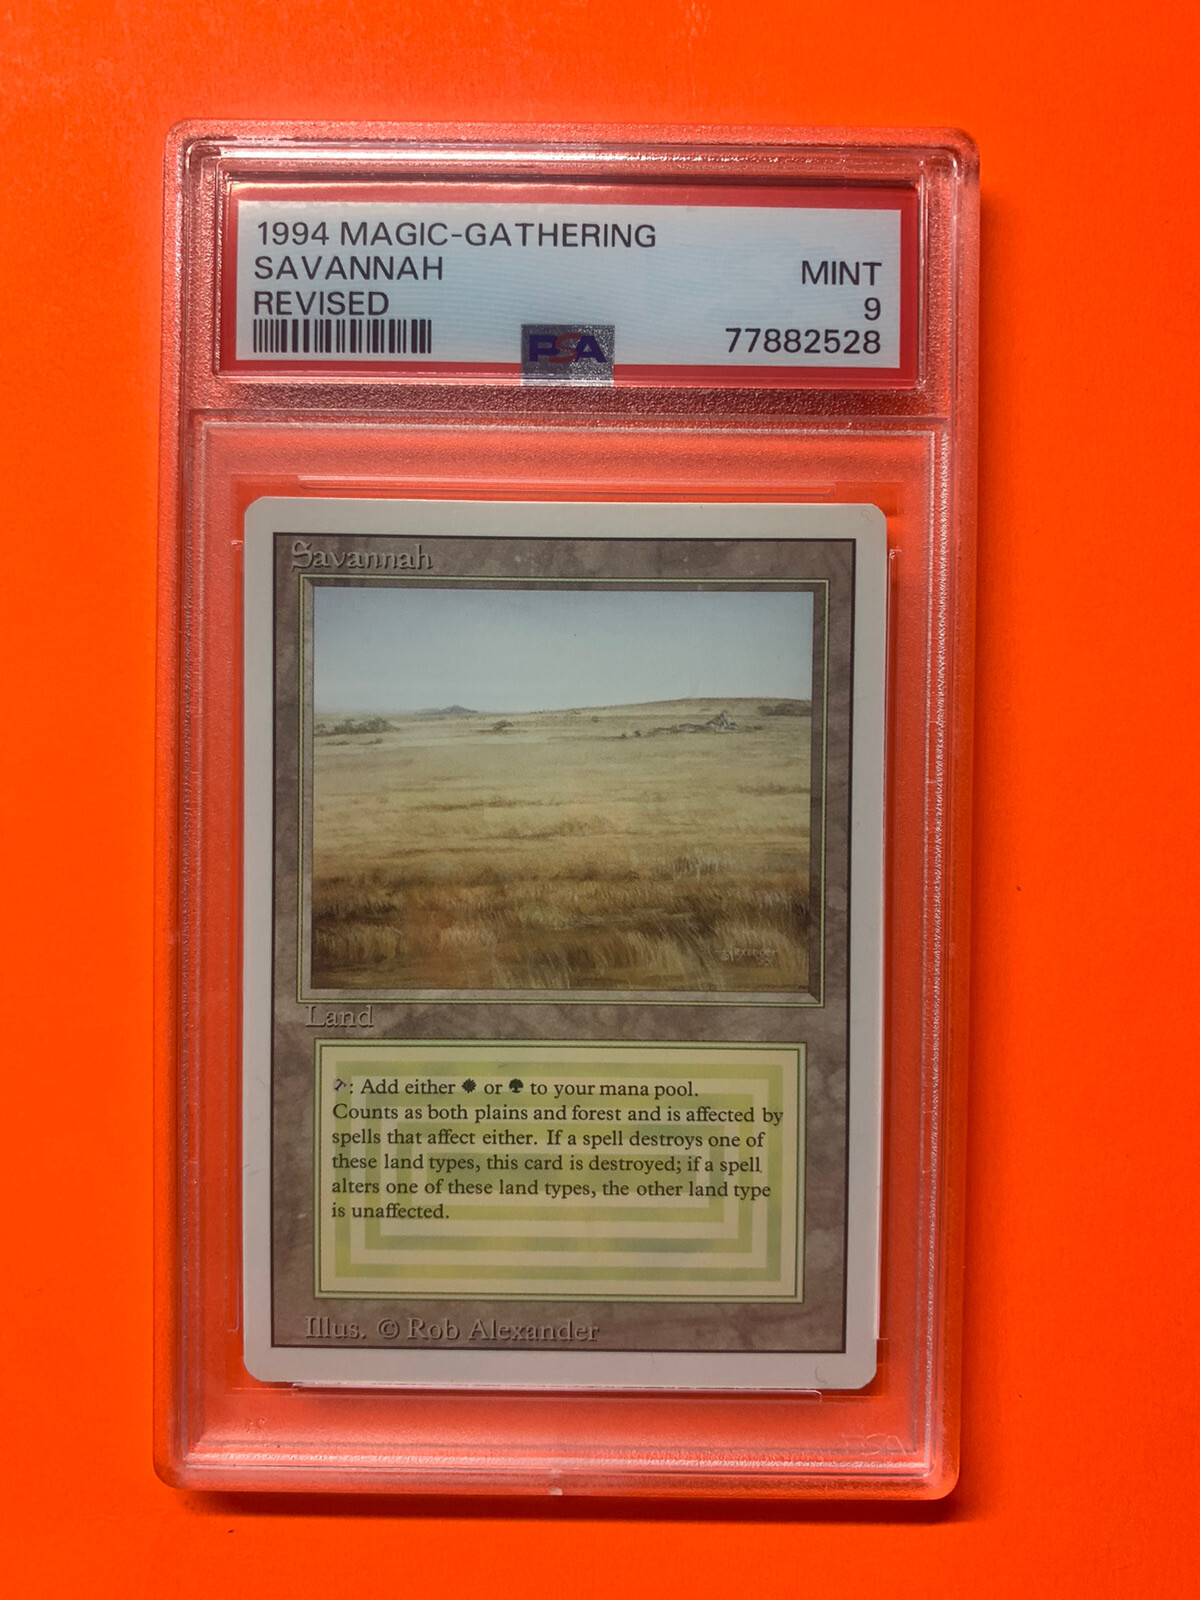 1994 MAGIC-GATHERING
SAVANNAH
REVISED
MINT
9
77882528
PSA
Savannah
Alexander
Land
: Add either or to your mana pool.
Counts as both plains and forest and is affected by
spells that affect either. If a spell destroys one of
these land types, this card is destroyed; if a spell
alters one of these land types, the other land type
is unaffected.
Illus. © Rob Alexander
PSA